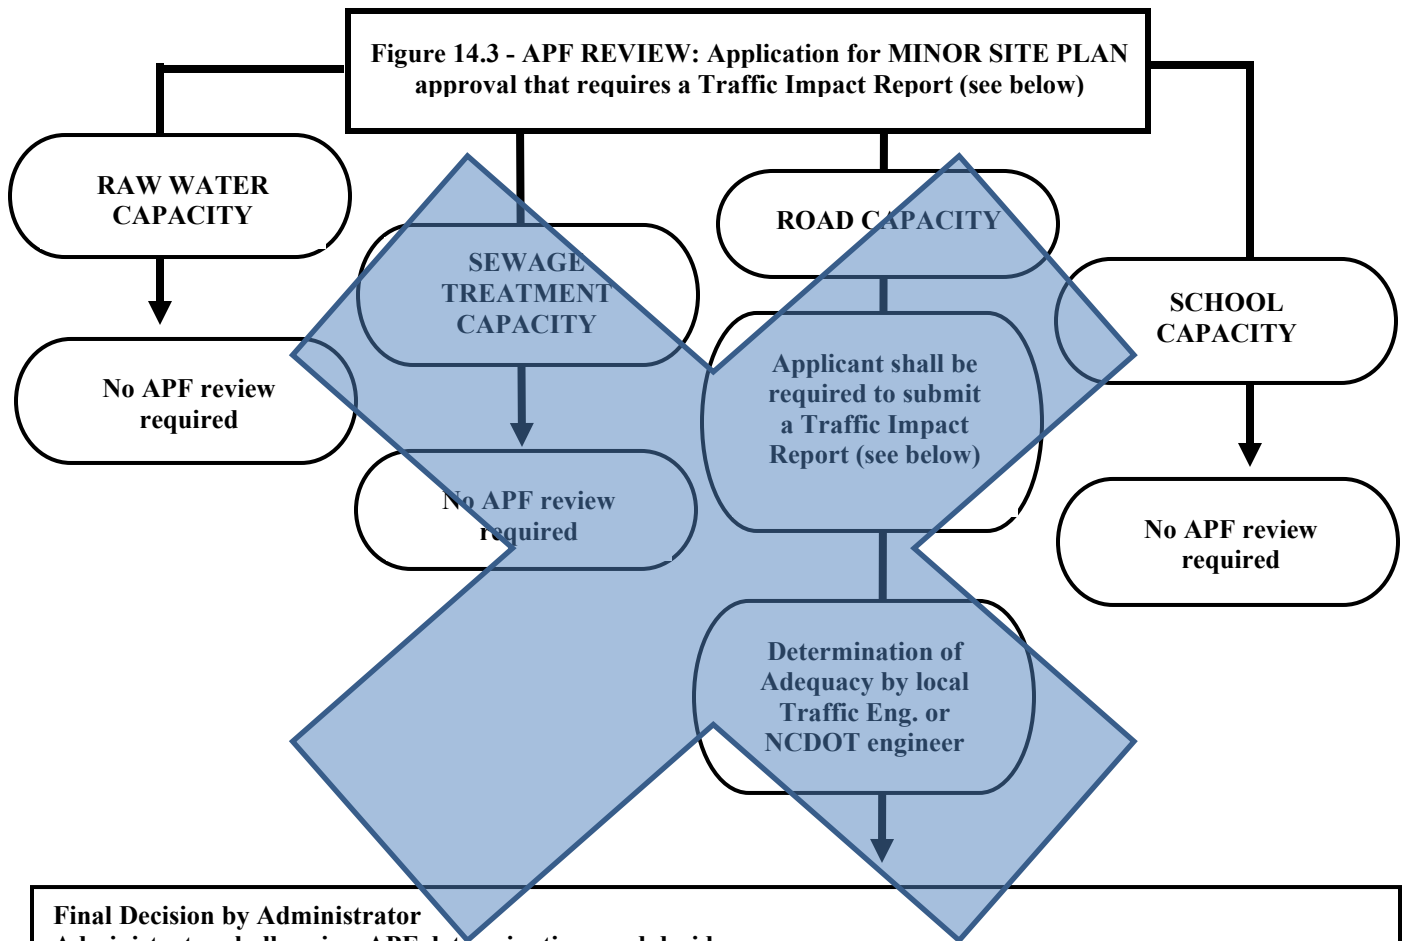 Figure 14.3 - APF REVIEW: Application for MINOR SITE PLAN
approval that requires a Traffic Impact Report (see below)
RAW WATER
CAPACITY
No APF review
required
SEWAGE
TREATMENT
CAPACITY
No APF review
required
ROAD CAPACITY
Applicant shall be
required to submit
a Traffic Impact
Report (see below)
Determination of
Adequacy by local
Traffic Eng. or
NCDOT engineer
SCHOOL
CAPACITY
No APF review
required
Final Decision by Administrator